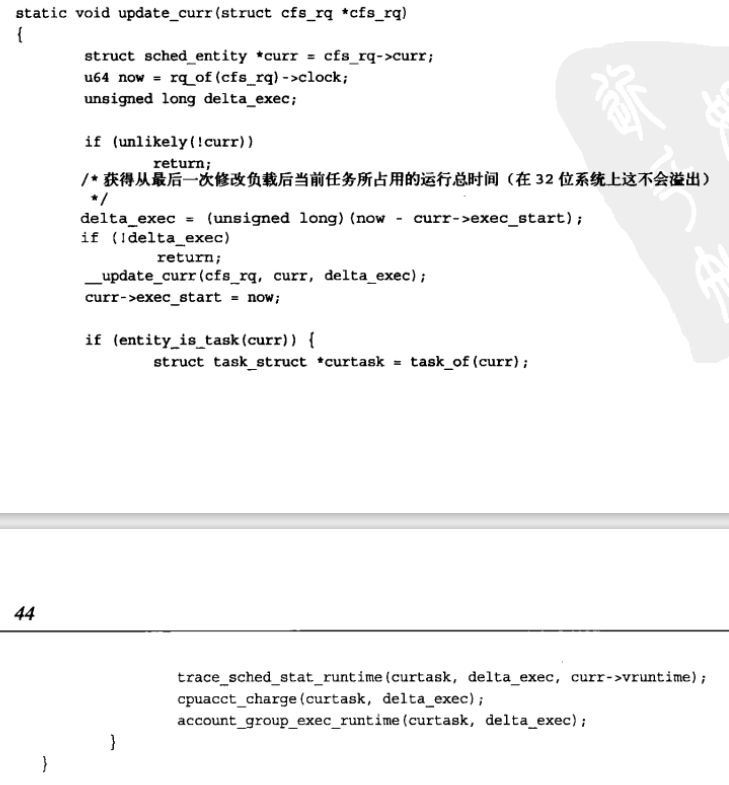 static void update_curr(struct cfs_rq *cfs_rq)
{
struct sched_entity *curr = cfs_rq->curr;
u64 now = rq_of(cfs_rq)->clock;
unsigned long delta_exec;
if (unlikely(!curr))
return;
/* 获得从最后一次修改负载后当前任务所占用的运行总时间（在 32 位系统上这不会溢出）
*/
delta_exec = (unsigned long)(now - curr->exec_start);
if (!delta_exec)
return;
__update_curr(cfs_rq, curr, delta_exec);
curr->exec_start = now;
if (entity_is_task(curr)) {
struct task_struct *curtask = task_of(curr);
44
trace_sched_stat_runtime(curtask, delta_exec, curr->vruntime);
cpuacct_charge(curtask, delta_exec);
account_group_exec_runtime(curtask, delta_exec);
}
}